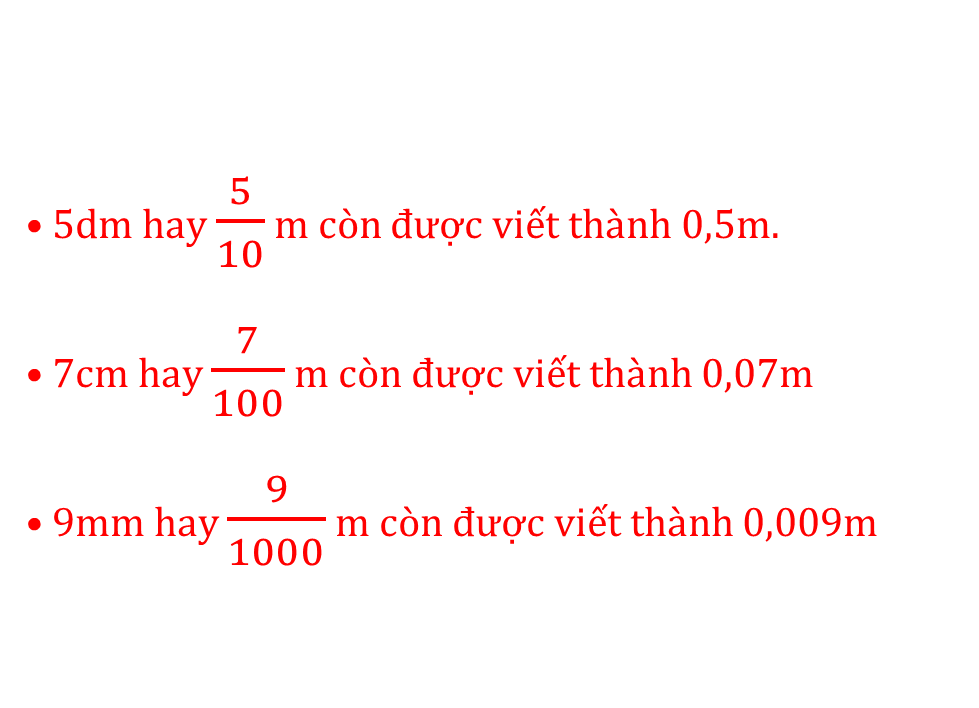 • 5dm hay 5/10 m còn được viết thành 0,5m.
• 7cm hay 7/100 m còn được viết thành 0,07m
• 9mm hay 9/1000 m còn được viết thành 0,009m